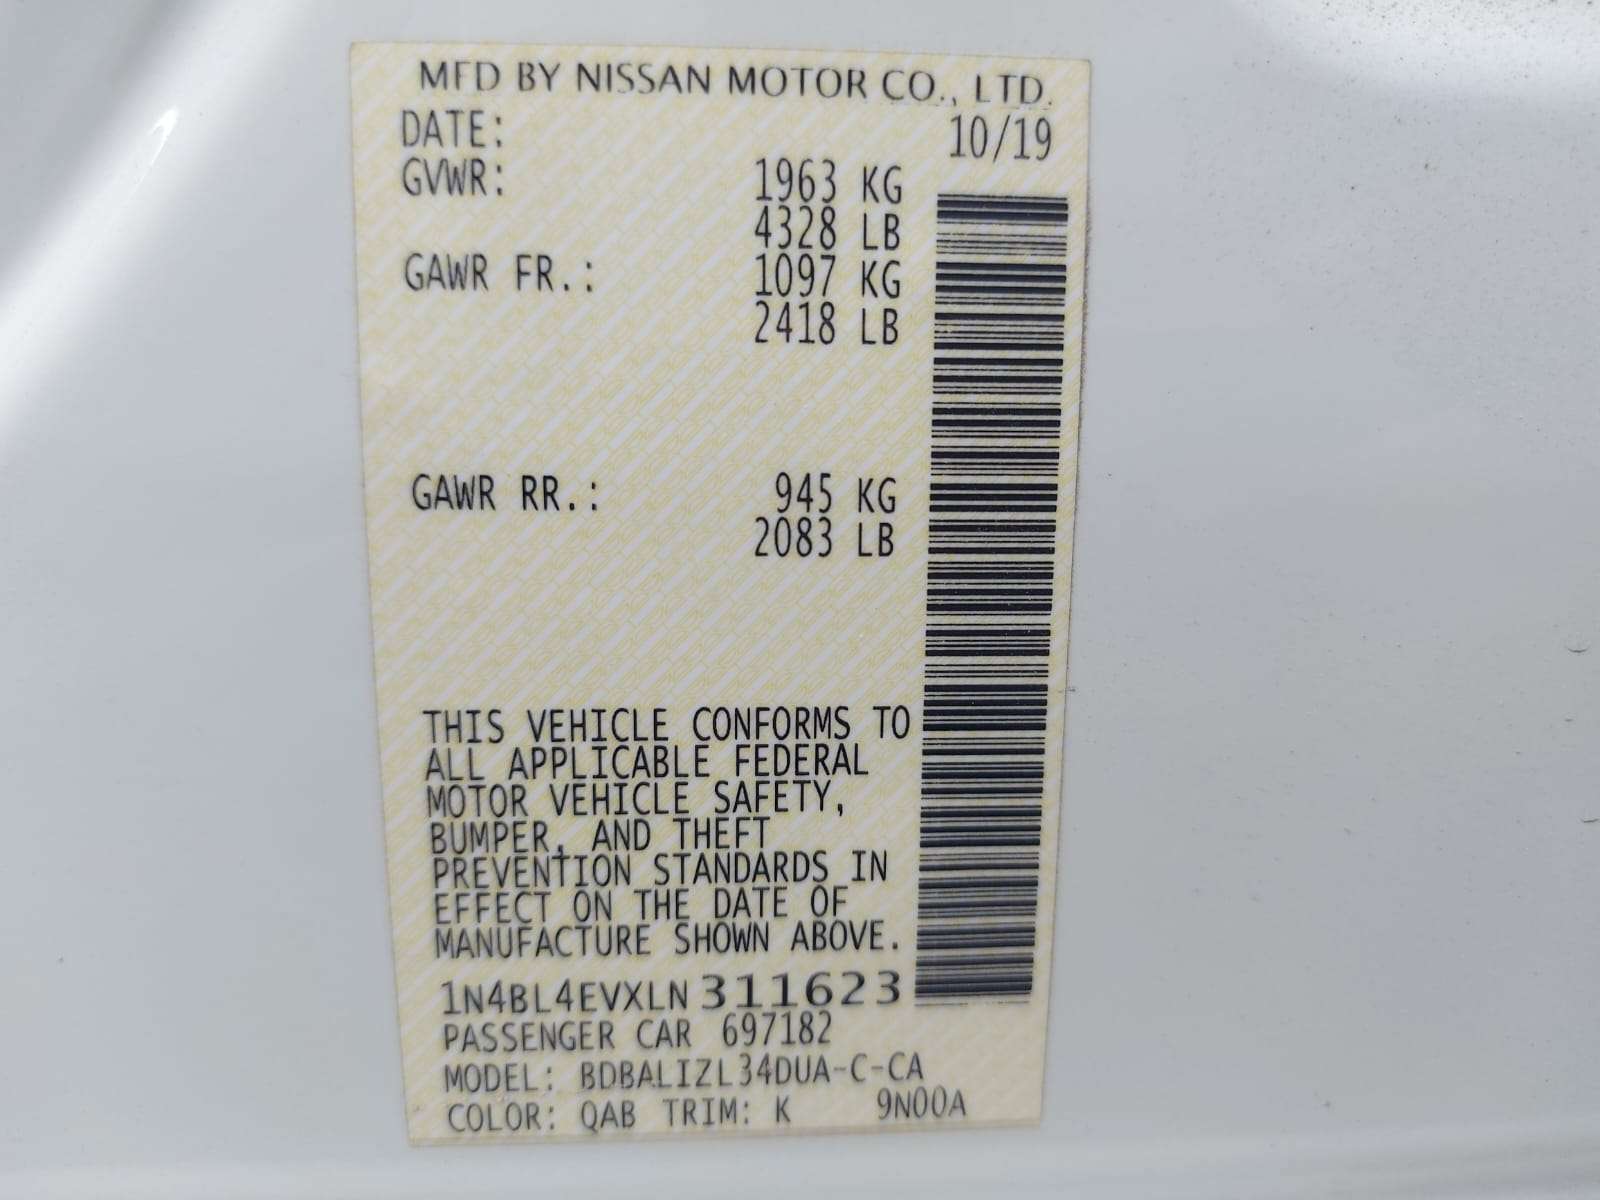 MFD BY NISSAN MOTOR CO., LTD.
DATE: 10/19
GVWR: 1963 KG
4328 LB
GAWR FR.: 1097 KG
2418 LB
GAWR RR.: 945 KG
2083 LB
THIS VEHICLE CONFORMS TO
ALL APPLICABLE FEDERAL
MOTOR VEHICLE SAFETY,
BUMPER, AND THEFT
PREVENTION STANDARDS IN
EFFECT ON THE DATE OF
MANUFACTURE SHOWN ABOVE.
1N4BL4EVXLN311623
PASSENGER CAR 697182
MODEL: BDBALIZL34DUA-C-CA
COLOR: QAB TRIM: K 9N00A